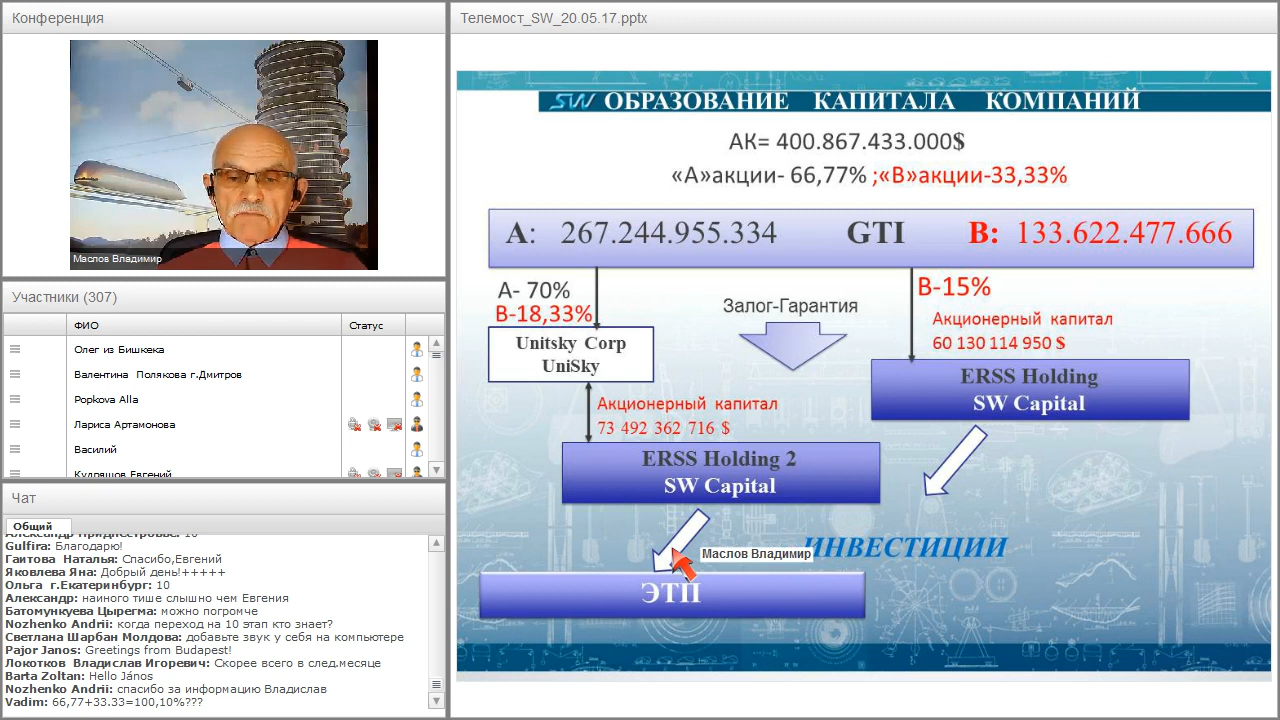 Конференция
Маслов Владимир
Участники (307)
ФИО
Статус
Олег из Бишкека
Валентина Полякова г.Дмитров
Popkova Alla
Лариса Артамонова
Василий
Кудряшов Евгений
Чат
Общий
Александр Приднестровье: 10
Gulfira: Благодарю!
Гаитова Наталья: Спасибо,Евгений
Яковлева Яна: Добрый день!+++++
Ольга г.Екатеринбург: 10
Александр: наиного тише слышно чем Евгения
Батомункуева Цырегма: можно погромче
Nozhenko Andrii: когда переход на 10 этап кто знает?
Светлана Шарбан Молдова: добавьте звук у себя на компьютере
Pajor Janos: Greetings from Budapest!
Локотков Владислав Игоревич: Скорее всего в след.месяце
Barta Zoltan: Hello János
Nozhenko Andrii: спасибо за информацию Владислав
Vadim: 66,77+33.33=100,10%???
Телемост_SW_20.05.17.pptx
SW ОБРАЗОВАНИЕ КАПИТАЛА КОМПАНИЙ
АК= 400.867.433.000$
«А»акции- 66,77% ;«В»акции-33,33%
А: 267.244.955.334 GTI В: 133.622.477.666
А- 70%
В-18,33%
Залог-Гарантия
В-15%
Акционерный капитал
60 130 114 950 $
Unitsky Corp
UniSky
ERSS Holding
SW Capital
Акционерный капитал
73 492 362 716 $
ERSS Holding 2
SW Capital
Маслов Владимир
ИНВЕСТИЦИИ
ЭТП